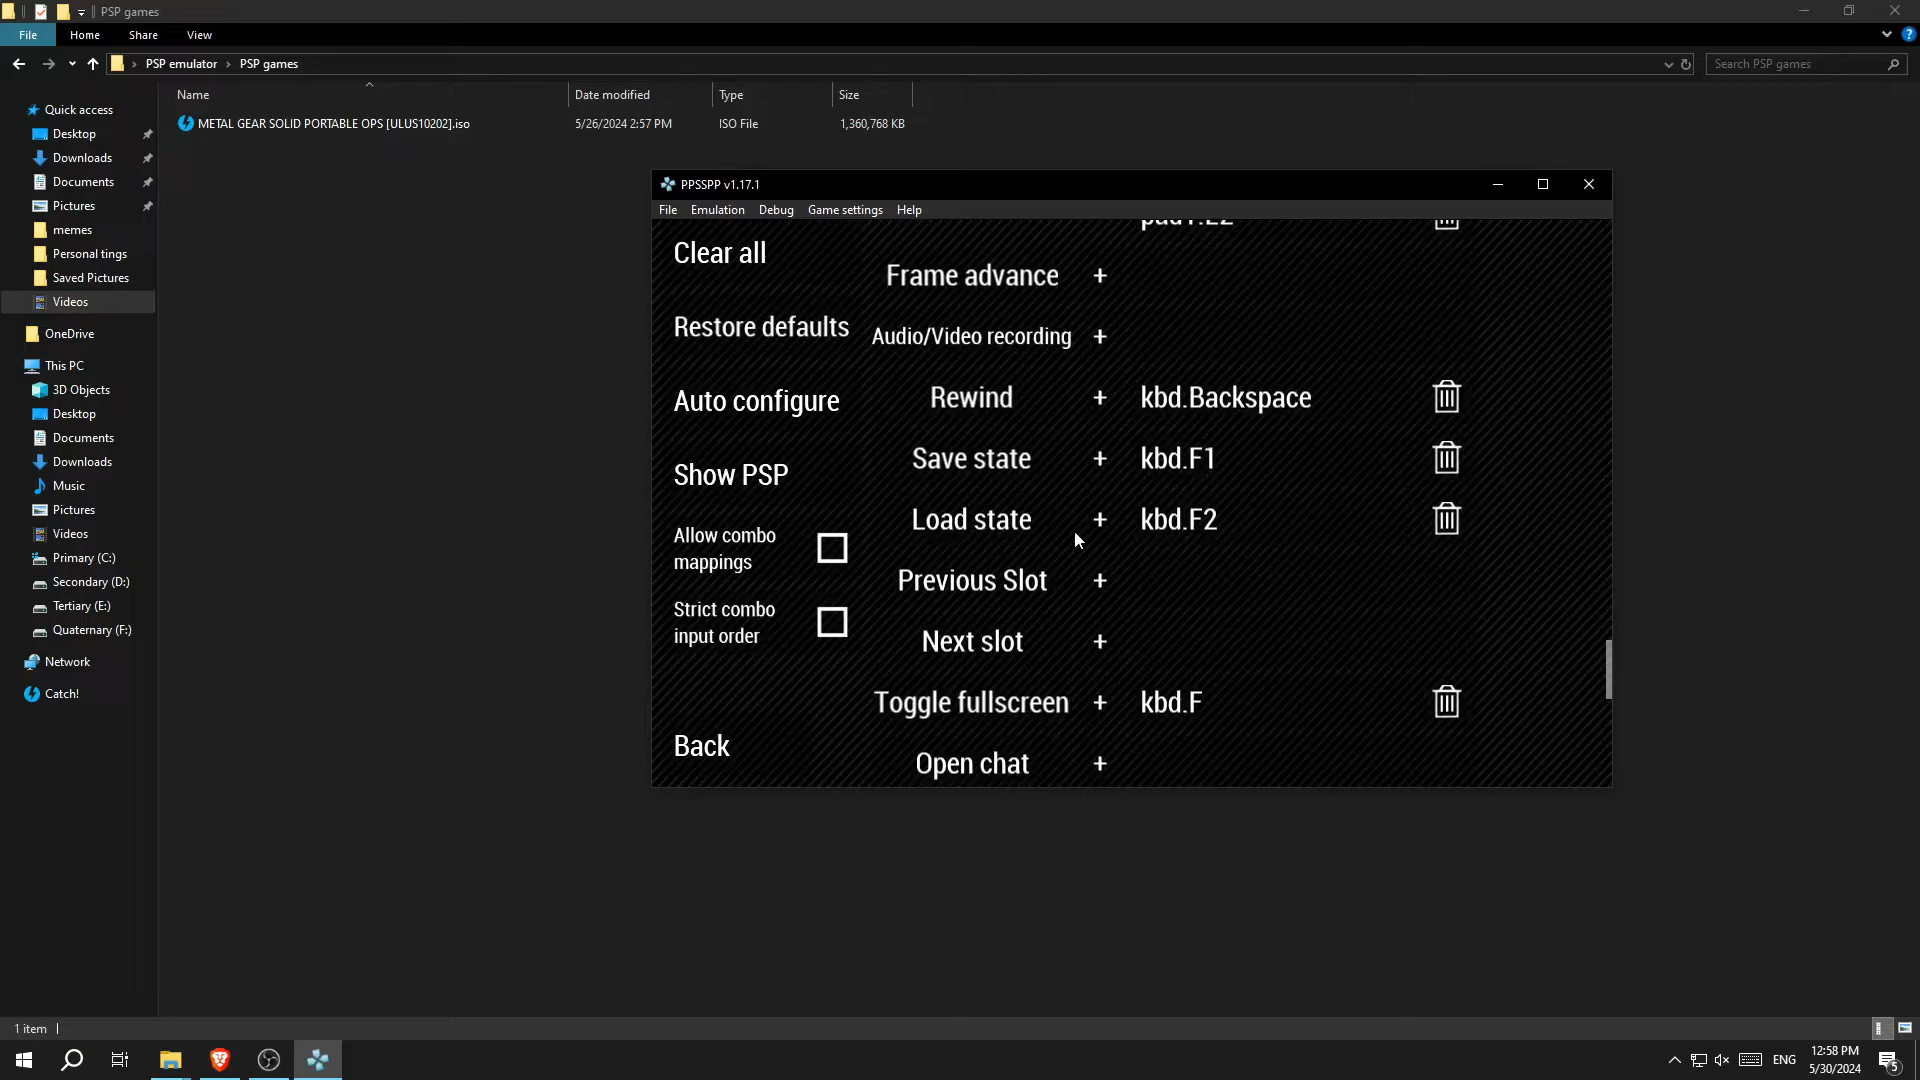 PSP games
File Home Share View
PSP emulator PSP games
Search PSP games
Name Date modified Type Size
METAL GEAR SOLID PORTABLE OPS [ULUS10202].iso 5/26/2024 2:57 PM ISO File 1,360,768 KB
Quick access
Desktop
Downloads
Documents
Pictures
memes
Personal tings
Saved Pictures
Videos
OneDrive
This PC
3D Objects
Desktop
Documents
Downloads
Music
Pictures
Videos
Primary (C:)
Secondary (D:)
Tertiary (E:)
Quaternary (F:)
Network
Catch!
PPSSPP v1.17.1
File Emulation Debug Game settings Help
Clear all
Restore defaults
Auto configure
Show PSP
Allow combo
mappings
Strict combo
input order
Back
Frame advance +
Audio/Video recording +
Rewind + kbd.Backspace
Save state + kbd.F1
Load state + kbd.F2
Previous Slot +
Next slot +
Toggle fullscreen + kbd.F
Open chat +
1 item
ENG
12:58 PM
5/30/2024
5